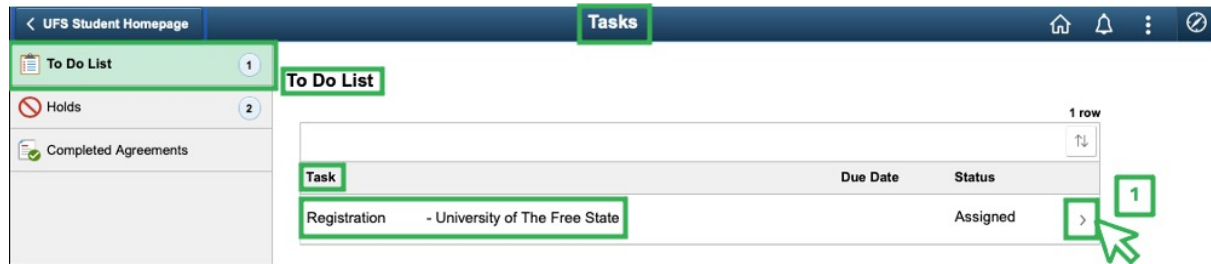 UFS Student Homepage
Tasks
To Do List
1
Holds
2
Completed Agreements
To Do List
1 row
Task Due Date Status
Registration - University of The Free State Assigned
1